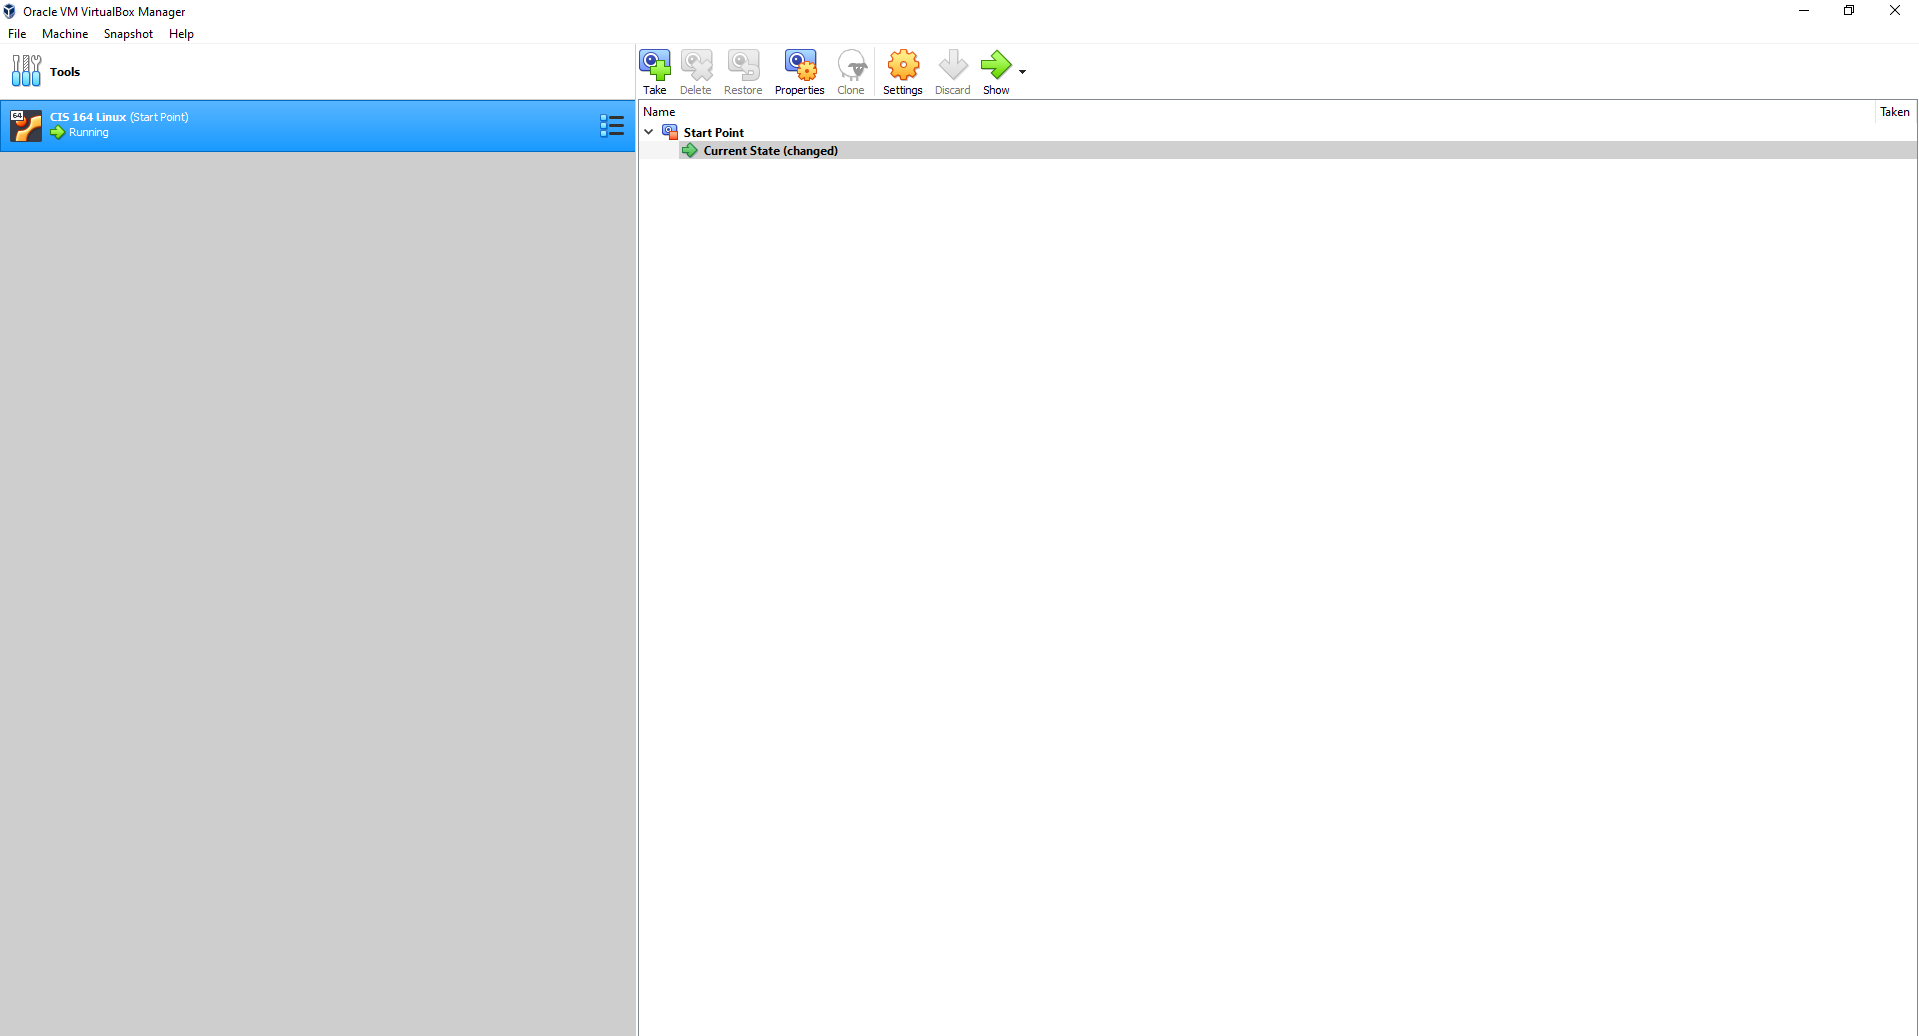 Oracle VM VirtualBox Manager
File Machine Snapshot Help
Tools
Take Delete Restore Properties Clone Settings Discard Show
64
CIS 164 Linux (Start Point)
Running
Name Taken
Start Point
Current State (changed)